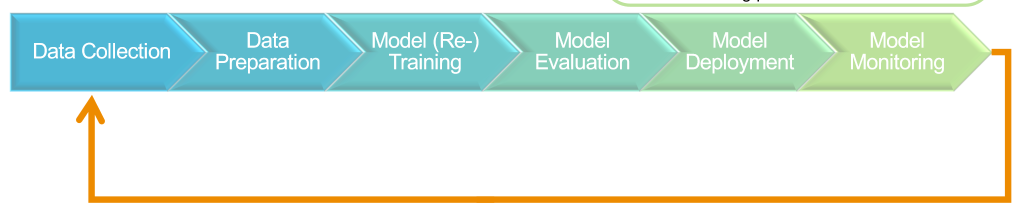 Data Collection
Data
Preparation
Model (Re-)
Training
Model
Evaluation
Model
Deployment
Model
Monitoring